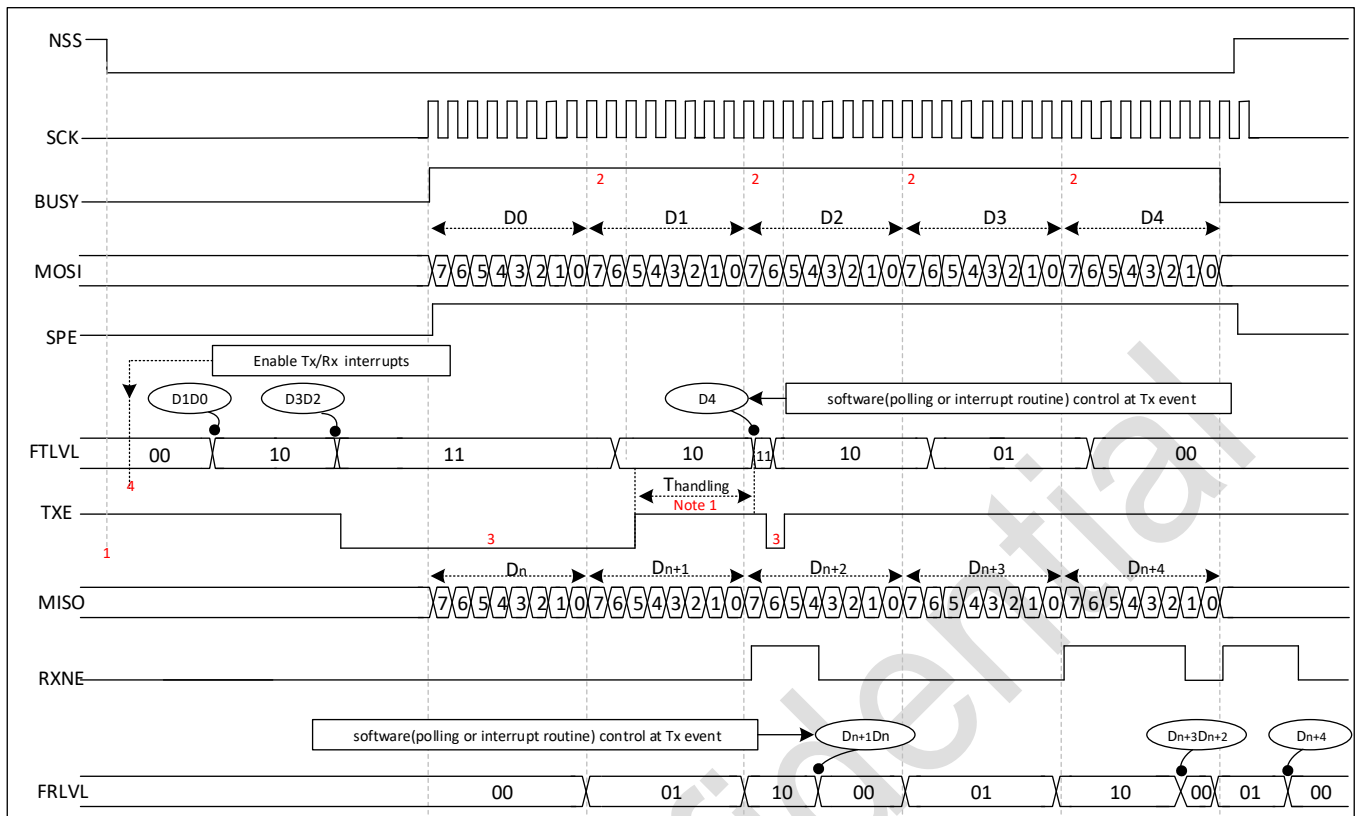 NSS
SCK
BUSY
2 2 2 2
D0 D1 D2 D3 D4
MOSI 7 6 5 4 3 2 1 0 7 6 5 4 3 2 1 0 7 6 5 4 3 2 1 0 7 6 5 4 3 2 1 0 7 6 5 4 3 2 1 0
SPE
Enable Tx/Rx interrupts
D1D0 D3D2 D4 software(polling or interrupt routine) control at Tx event
FTLVL 00 10 11 10 11 10 01 00
4 Thandling
TXE Note 1
1 3 3
Dn Dn+1 Dn+2 Dn+3 Dn+4
MISO 7 6 5 4 3 2 1 0 7 6 5 4 3 2 1 0 7 6 5 4 3 2 1 0 7 6 5 4 3 2 1 0 7 6 5 4 3 2 1 0
RXNE
software(polling or interrupt routine) control at Tx event Dn+1Dn Dn+3Dn+2 Dn+4
FRLVL 00 01 10 00 01 10 00 01 00
fidential